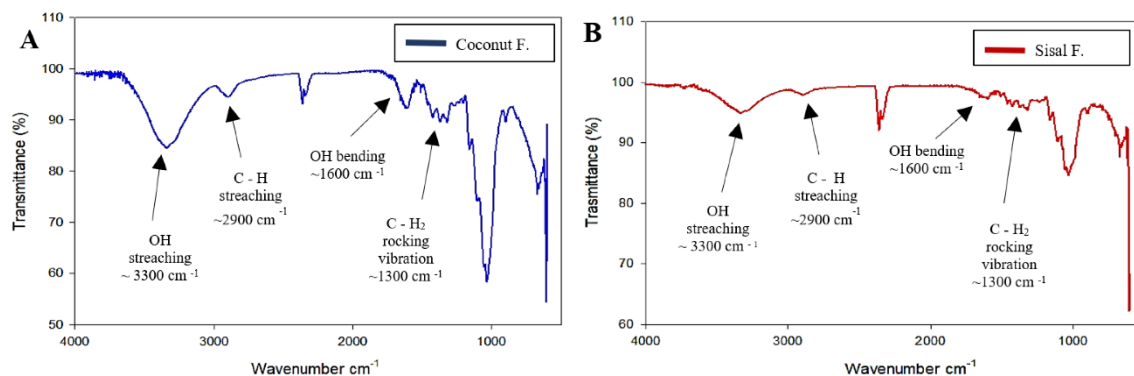 A
Coconut F.
Transmittance (%)
110
100
90
80
70
60
50
OH
streaching
~ 3300 cm -1
C - H
streaching
~2900 cm -1
OH bending
~1600 cm -1
C - H2
rocking
vibration
~1300 cm -1
4000
3000
2000
1000
Wavenumber cm-1
B
Sisal F.
Trasmittance (%)
110
100
90
80
70
60
OH
streaching
~ 3300 cm -1
C - H
streaching
~2900 cm -1
OH bending
~1600 cm -1
C - H2
rocking
vibration
~1300 cm -1
4000
3000
2000
1000
Wavenumber cm-1